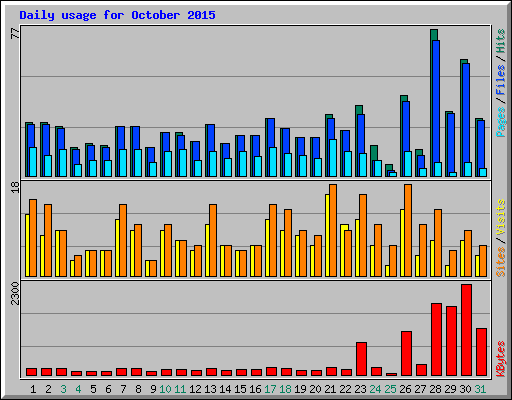 Daily usage for October 2015
77
Pages / Files / Hits
18
Sites / Visits
2300
KBytes
1 2 3 4 5 6 7 8 9 10 11 12 13 14 15 16 17 18 19 20 21 22 23 24 25 26 27 28 29 30 31